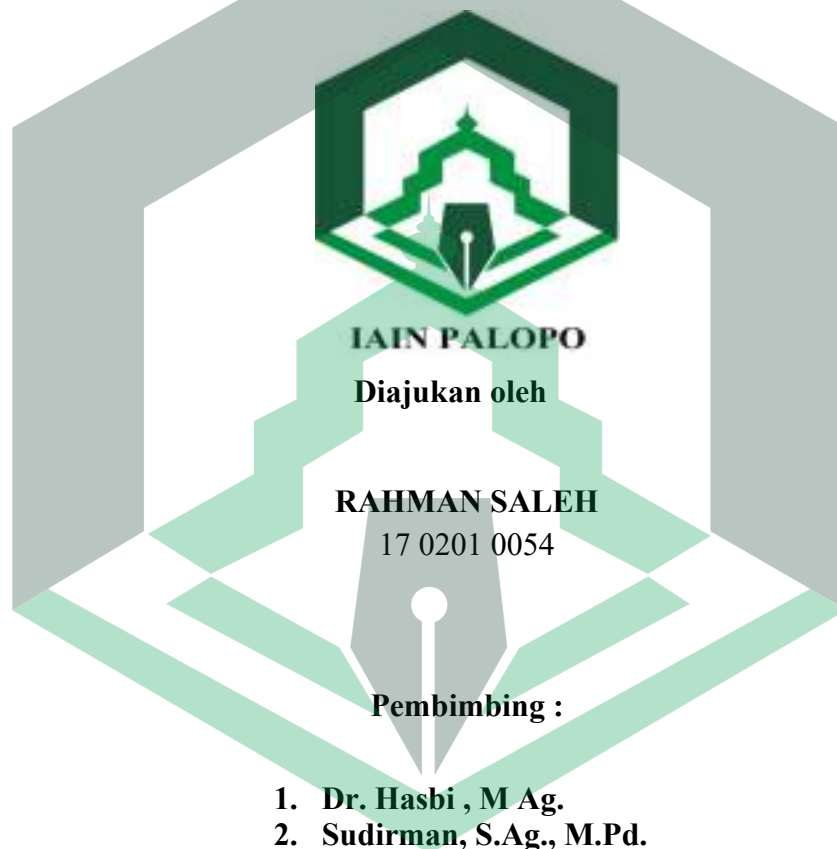 IAIN PALOPO
Diajukan oleh
RAHMAN SALEH
17 0201 0054
Pembimbing :
1. Dr. Hasbi , M Ag.
2. Sudirman, S.Ag., M.Pd.